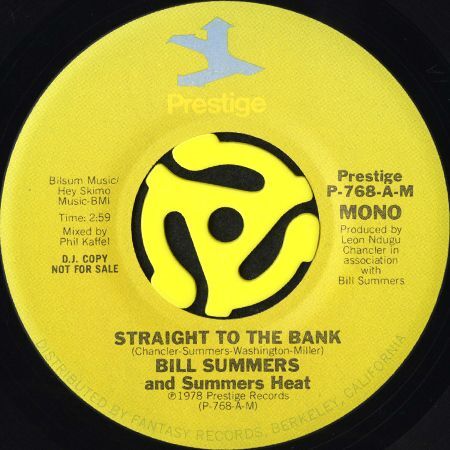 Prestige
Bilsum Music/
Hey Skimo
Music-BMI
Time: 2:59
Mixed by
Phil Kaffel
D.J. COPY
NOT FOR SALE
Prestige
P-768-A-M
MONO
Produced by
Leon Ndugu
Chancler in
association
with
Bill Summers
STRAIGHT TO THE BANK
(Chancler-Summers-Washington-Miller)
BILL SUMMERS
and Summers Heat
℗1978 Prestige Records
(P-768-A-M)
DISTRIBUTED BY FANTASY RECORDS, BERKELEY, CALIFORNIA